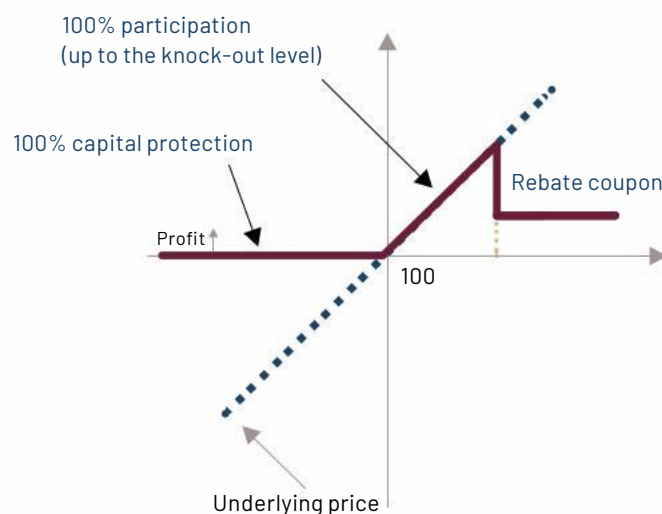 100% participation
(up to the knock-out level)
100% capital protection
Rebate coupon
Profit
100
Underlying price